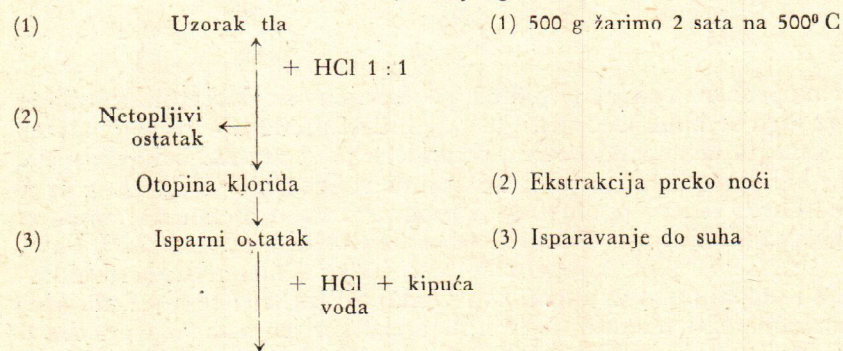 (1) Uzorak tla (1) 500 g žarimo 2 sata na 500⁰ C
+ HCl 1 : 1
(2) Netopljivi
ostatak
Otopina klorida (2) Ekstrakcija preko noći
(3) Isparni ostatak (3) Isparavanje do suha
+ HCl + kipuća
voda